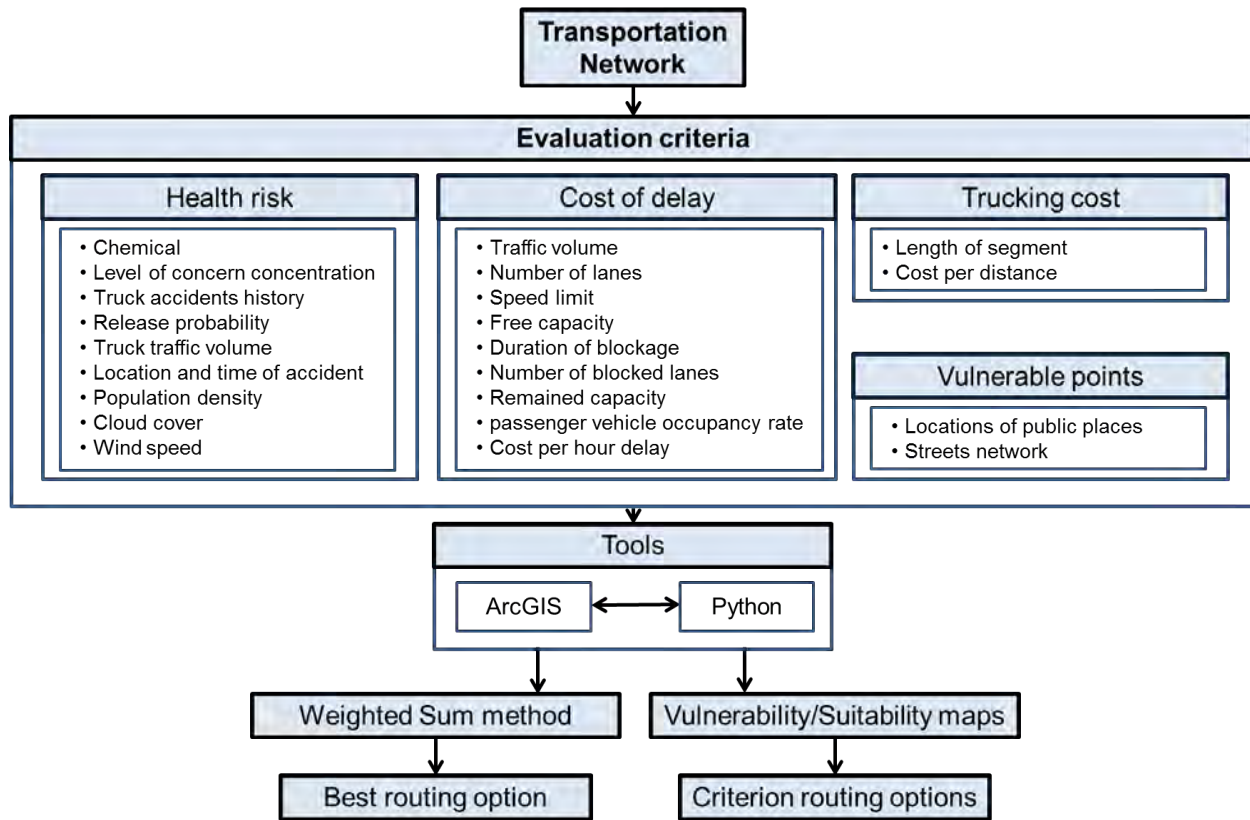 Transportation
Network
Evaluation criteria
Health risk
• Chemical
• Level of concern concentration
• Truck accidents history
• Release probability
• Truck traffic volume
• Location and time of accident
• Population density
• Cloud cover
• Wind speed
Cost of delay
• Traffic volume
• Number of lanes
• Speed limit
• Free capacity
• Duration of blockage
• Number of blocked lanes
• Remained capacity
• passenger vehicle occupancy rate
• Cost per hour delay
Trucking cost
• Length of segment
• Cost per distance
Vulnerable points
• Locations of public places
• Streets network
Tools
ArcGIS
Python
Weighted Sum method
Vulnerability/Suitability maps
Best routing option
Criterion routing options